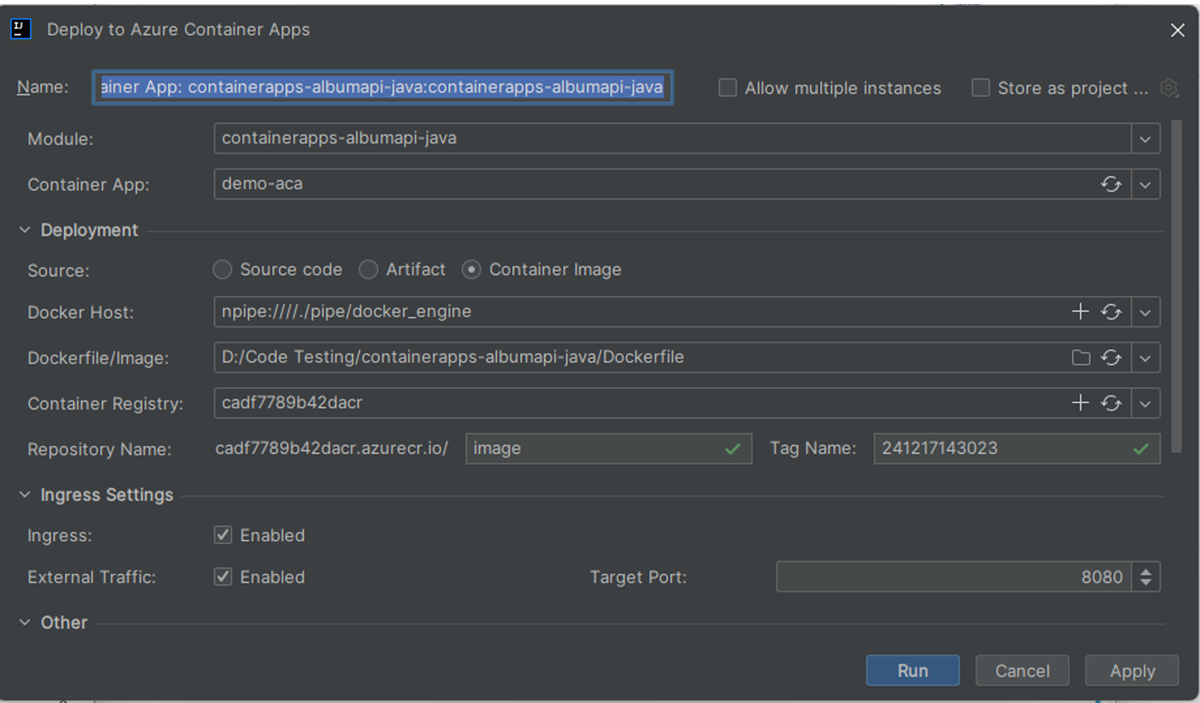 IJ Deploy to Azure Container Apps
Name: ainer App: containerapps-albumapi-java:containerapps-albumapi-java Allow multiple instances Store as project ...
Module: containerapps-albumapi-java
Container App: demo-aca
Deployment
Source: Source code Artifact Container Image
Docker Host: npipe:////./pipe/docker_engine
Dockerfile/Image: D:/Code Testing/containerapps-albumapi-java/Dockerfile
Container Registry: cadf7789b42dacr
Repository Name: cadf7789b42dacr.azurecr.io/ image Tag Name: 241217143023
Ingress Settings
Ingress: Enabled
External Traffic: Enabled Target Port: 8080
Other
Run Cancel Apply